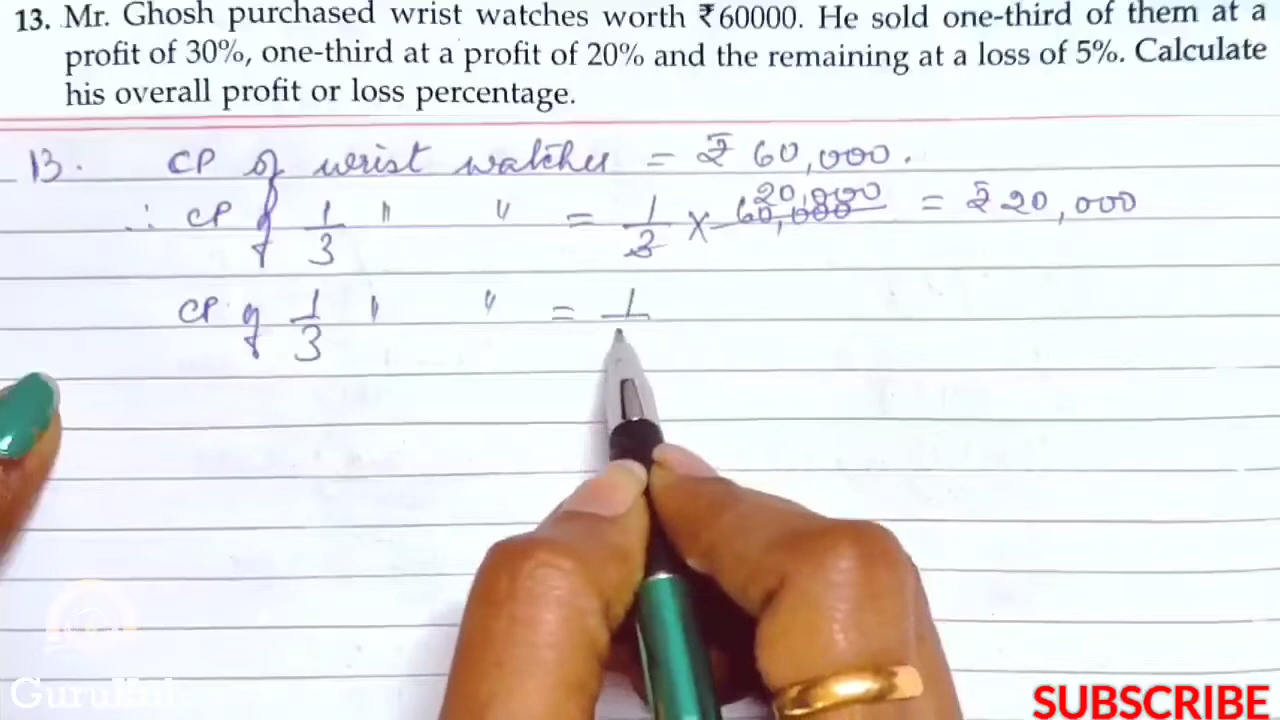 13. Mr. Ghosh purchased wrist watches worth ₹60000. He sold one-third of them at a
profit of 30%, one-third at a profit of 20% and the remaining at a loss of 5%. Calculate
his overall profit or loss percentage.
13. CP of wrist watches = ₹ 60,000.
∴ CP of 1/3 " " = 1/3 × 60,000 20,000 = ₹ 20,000
CP of 1/3 " " = 1
Gurukul
SUBSCRIBE